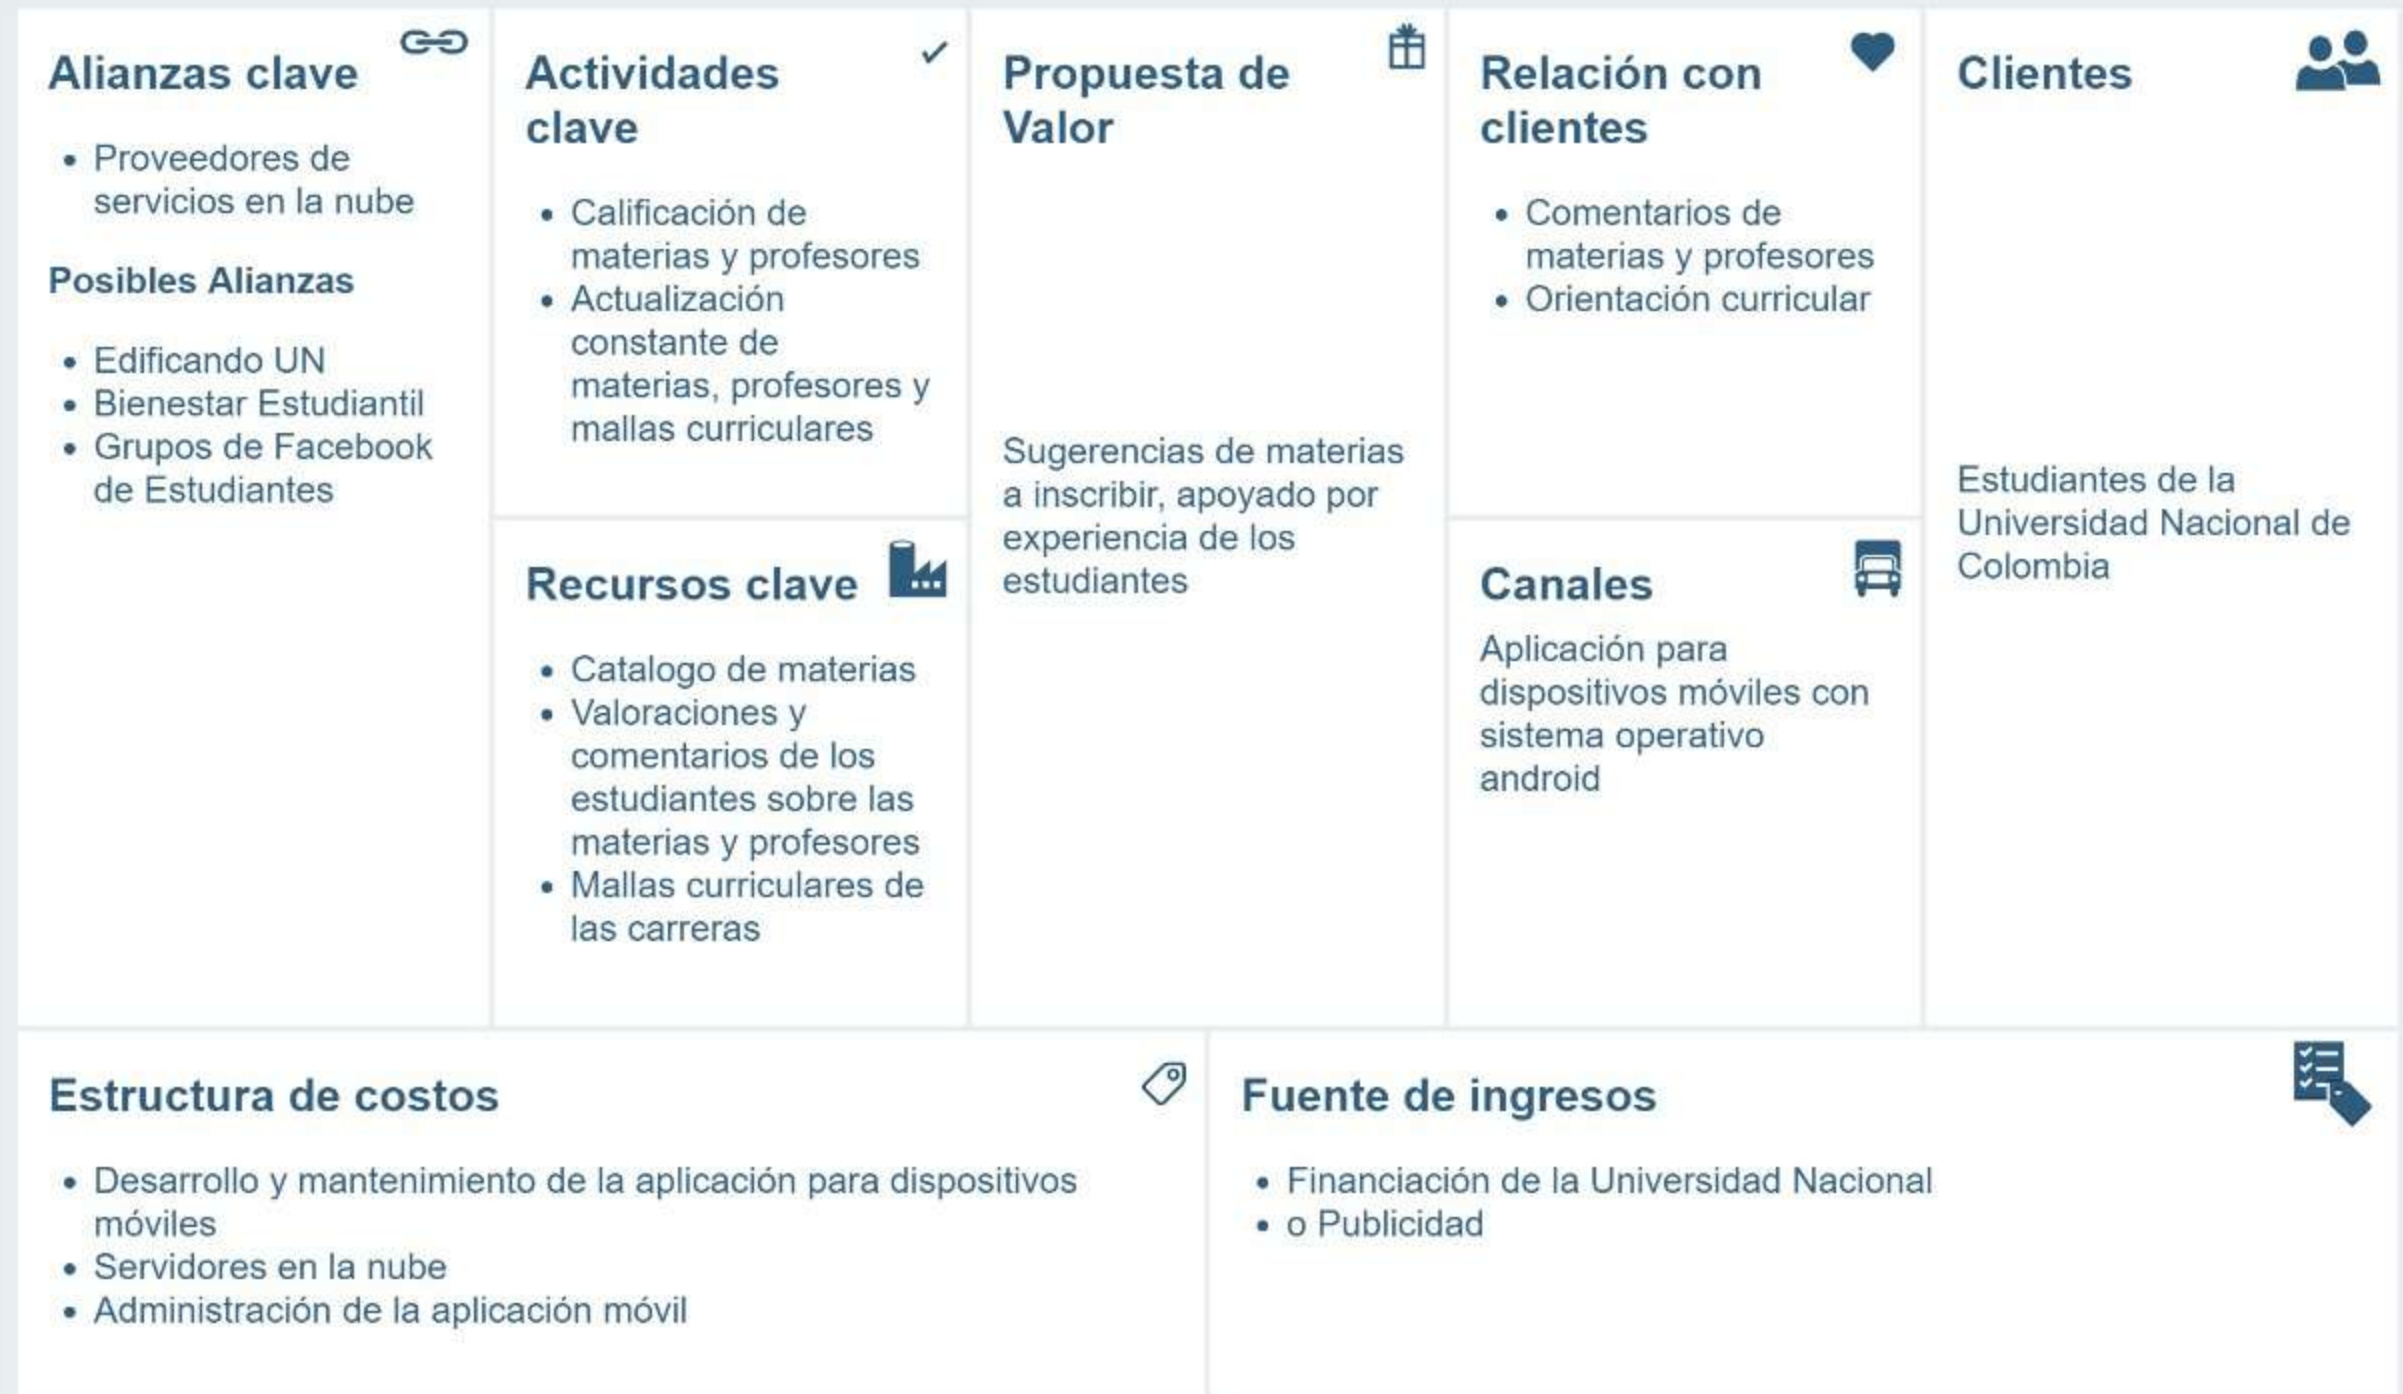 Alianzas clave
Proveedores de
servicios en la nube
Posibles Alianzas
Edificando UN
Bienestar Estudiantil
Grupos de Facebook
de Estudiantes
Actividades
clave
Calificación de
materias y profesores
Actualización
constante de
materias, profesores y
mallas curriculares
Recursos clave
Catalogo de materias
Valoraciones y
comentarios de los
estudiantes sobre las
materias y profesores
Mallas curriculares de
las carreras
Propuesta de
Valor
Sugerencias de materias
a inscribir, apoyado por
experiencia de los
estudiantes
Relación con
clientes
Comentarios de
materias y profesores
Orientación curricular
Canales
Aplicación para
dispositivos móviles con
sistema operativo
android
Clientes
Estudiantes de la
Universidad Nacional de
Colombia
Estructura de costos
Desarrollo y mantenimiento de la aplicación para dispositivos
móviles
Servidores en la nube
Administración de la aplicación móvil
Fuente de ingresos
Financiación de la Universidad Nacional
o Publicidad